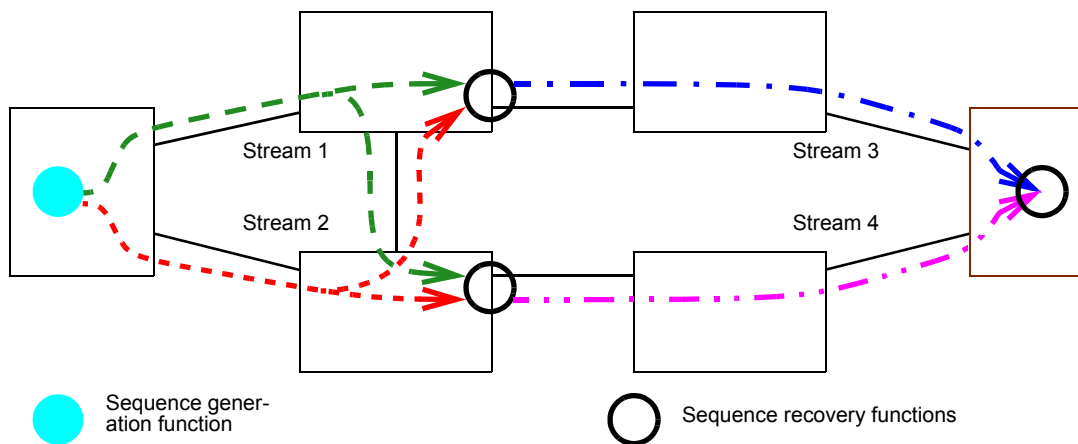 Stream 1
Stream 3
Stream 2
Stream 4
Sequence gener-
ation function
Sequence recovery functions